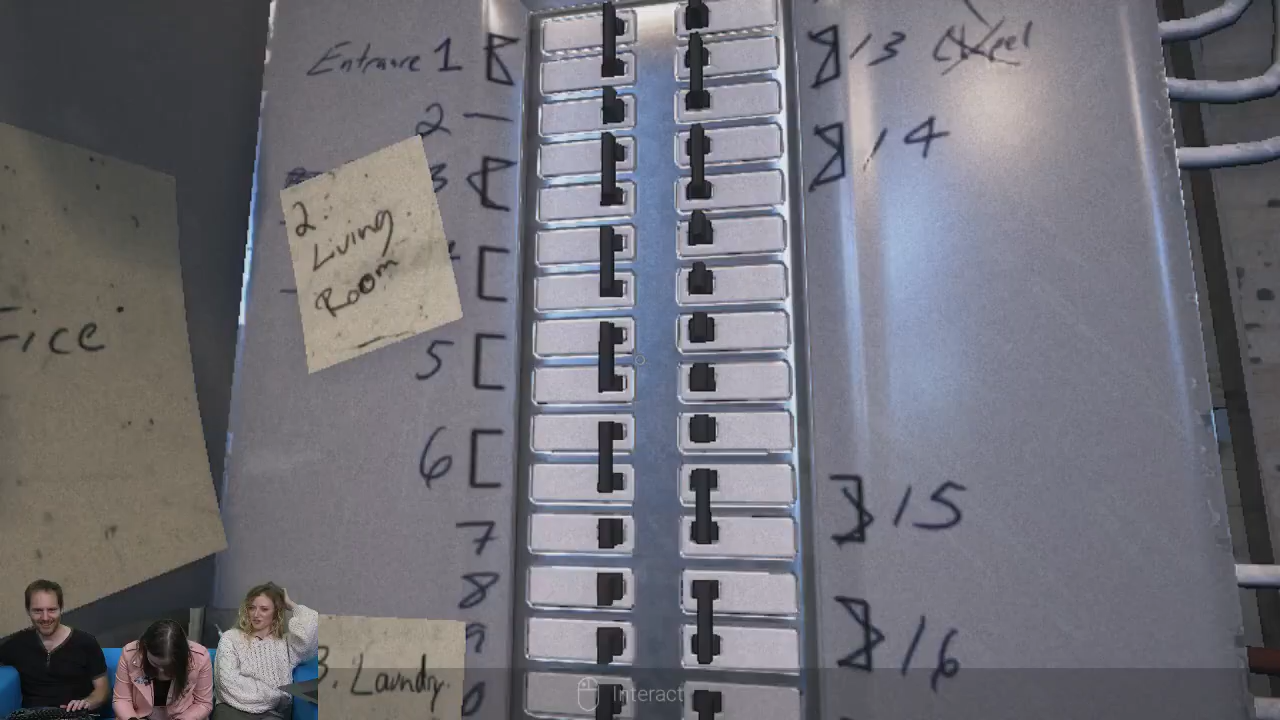 Entrance 1
13
2
14
3
2.
Living
Room
fice
5
6
7
15
8
9
16
3. Laundry
Interact